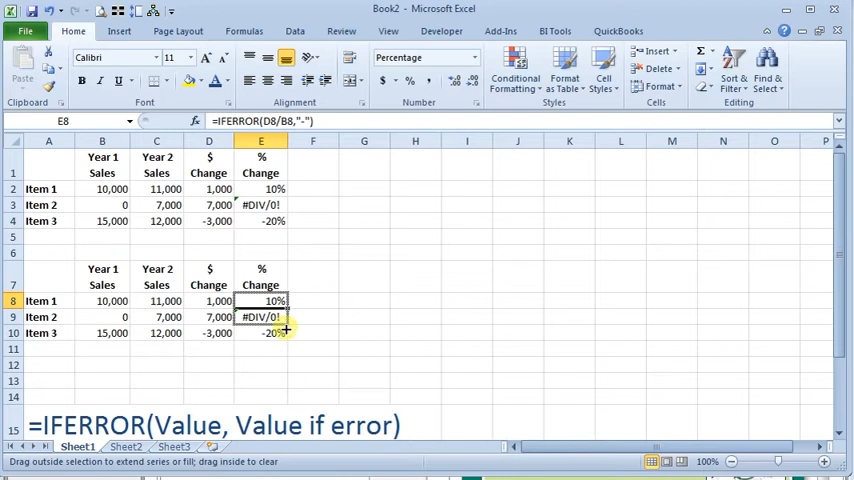 Book2 - Microsoft Excel
File Home Insert Page Layout Formulas Data Review View Developer Add-Ins BI Tools QuickBooks
Paste
Clipboard
Calibri 11
B I U
Font
Alignment
Percentage
$ % ,
Number
Conditional Formatting
Format as Table
Cell Styles
Styles
Insert
Delete
Format
Cells
Sort & Filter
Find & Select
Editing
E8 fx =IFERROR(D8/B8,"-")
A B C D E F G H I J K L M N O P
Year 1 Year 2 $ %
1 Sales Sales Change Change
2 Item 1 10,000 11,000 1,000 10%
3 Item 2 0 7,000 7,000 #DIV/0!
4 Item 3 15,000 12,000 -3,000 -20%
5
6
Year 1 Year 2 $ %
7 Sales Sales Change Change
8 Item 1 10,000 11,000 1,000 10%
9 Item 2 0 7,000 7,000 #DIV/0!
10 Item 3 15,000 12,000 -3,000 -20%
11
12
13
14
15 =IFERROR(Value, Value if error)
Sheet1 Sheet2 Sheet3
Drag outside selection to extend series or fill; drag inside to clear 100%